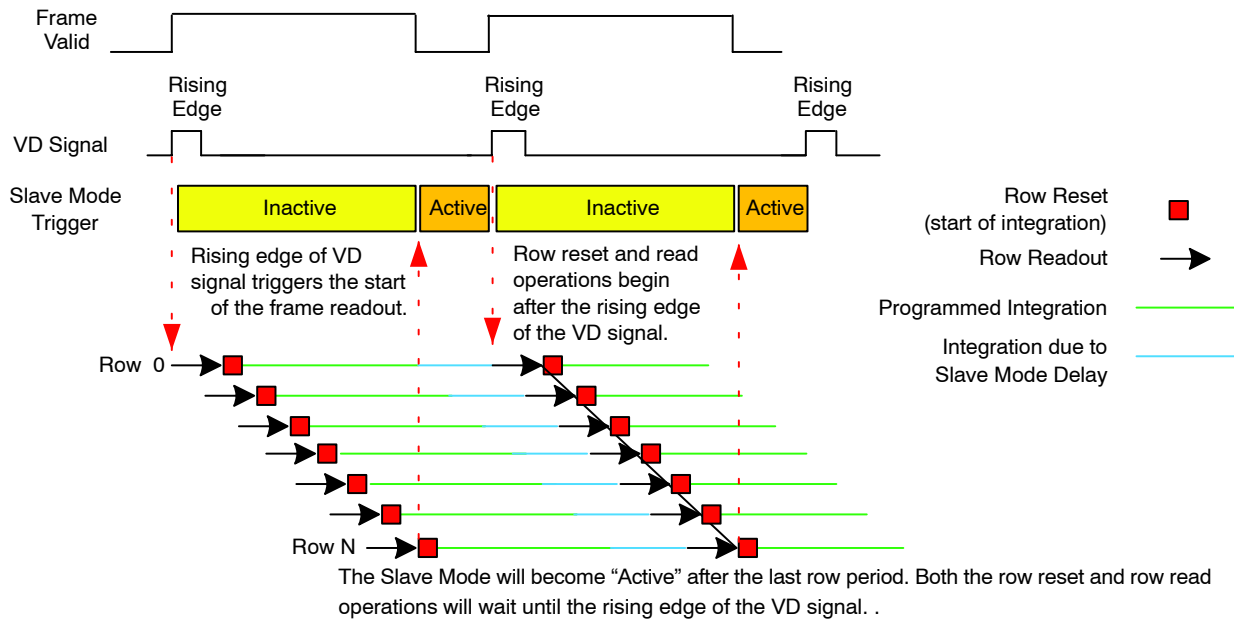 Frame
Valid
Rising
Edge
Rising
Edge
Rising
Edge
VD Signal
Slave Mode
Trigger
Inactive
Active
Inactive
Active
Row Reset
(start of integration)
Row Readout
Programmed Integration
Integration due to
Slave Mode Delay
Rising edge of VD
signal triggers the start
of the frame readout.
Row reset and read
operations begin
after the rising edge
of the VD signal.
Row 0
Row N
The Slave Mode will become “Active” after the last row period. Both the row reset and row read
operations will wait until the rising edge of the VD signal. .